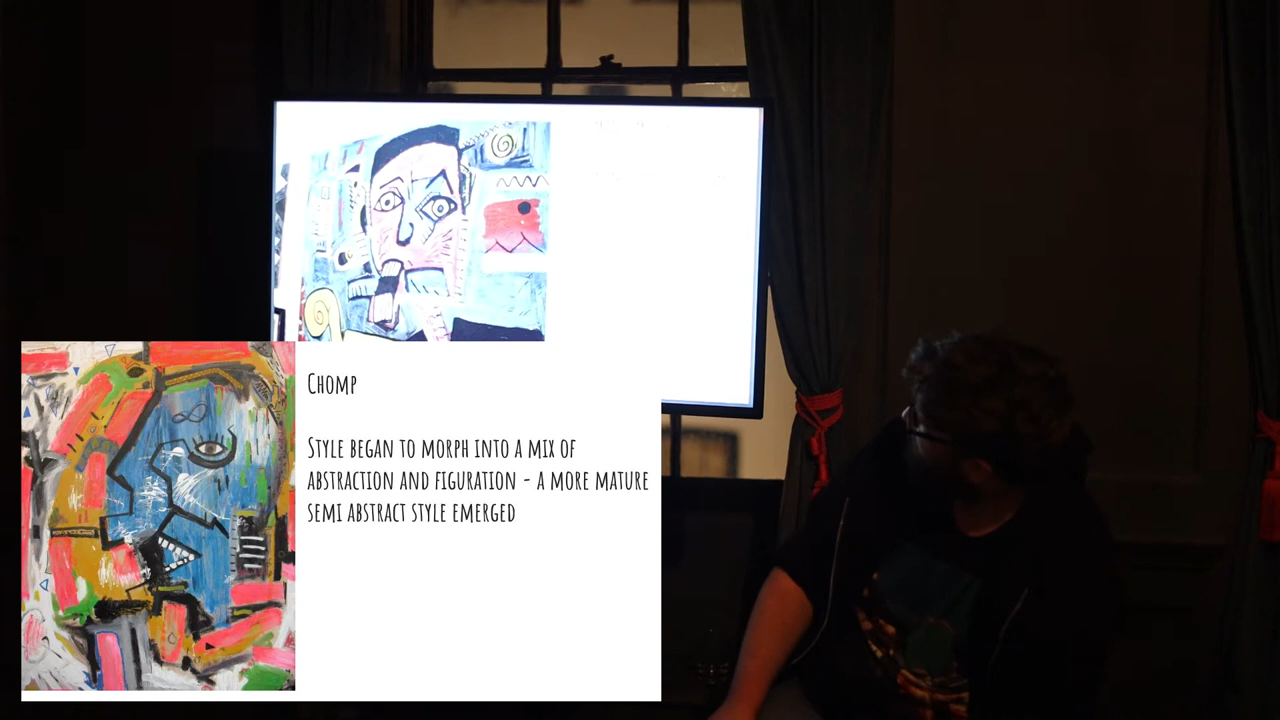 Chomp
Style began to morph into a mix of
abstraction and figuration - a more mature
semi abstract style emerged